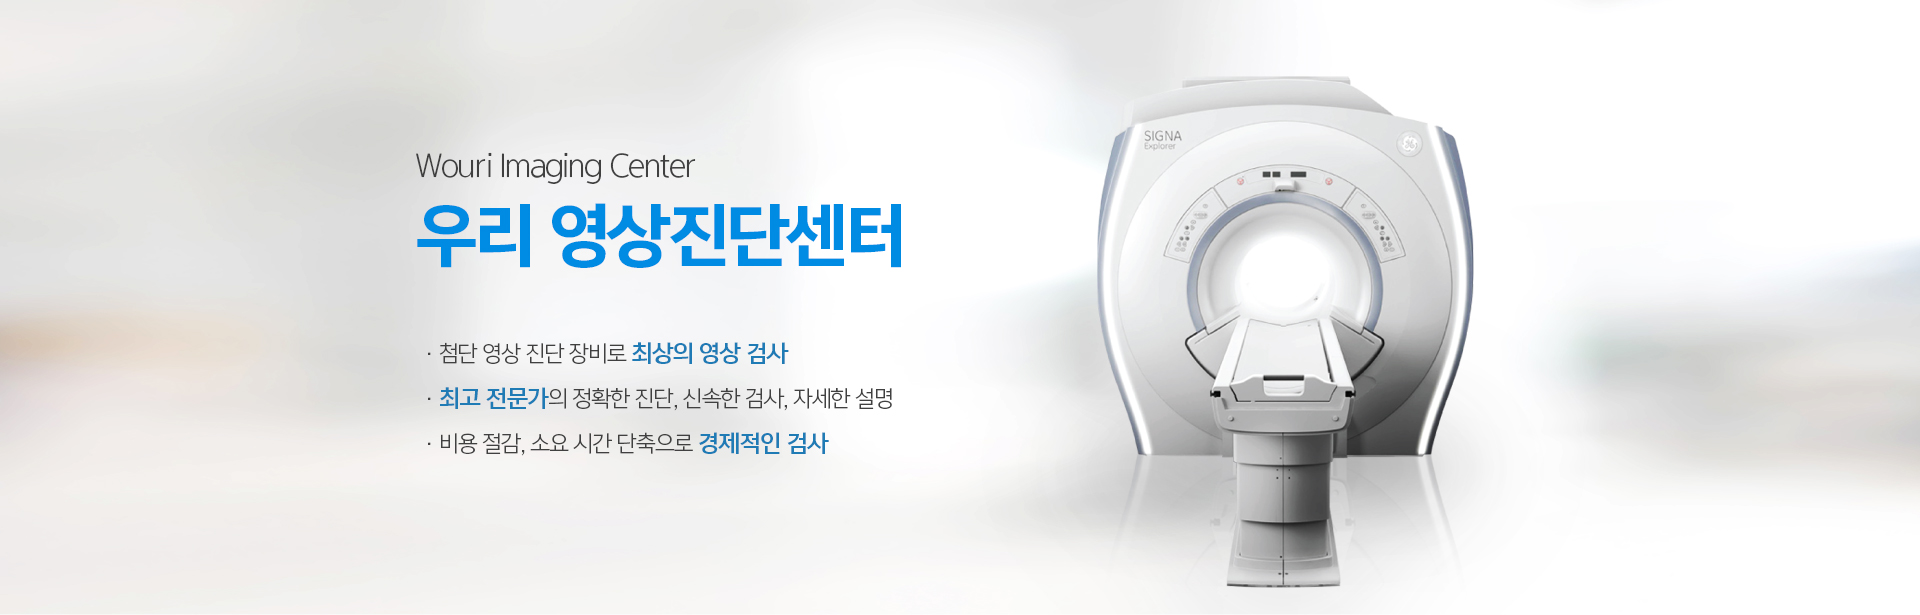 Wouri Imaging Center
우리 영상진단센터
· 첨단 영상 진단 장비로 최상의 영상 검사
· 최고 전문가의 정확한 진단, 신속한 검사, 자세한 설명
· 비용 절감, 소요 시간 단축으로 경제적인 검사
SIGNA
Explorer
GE